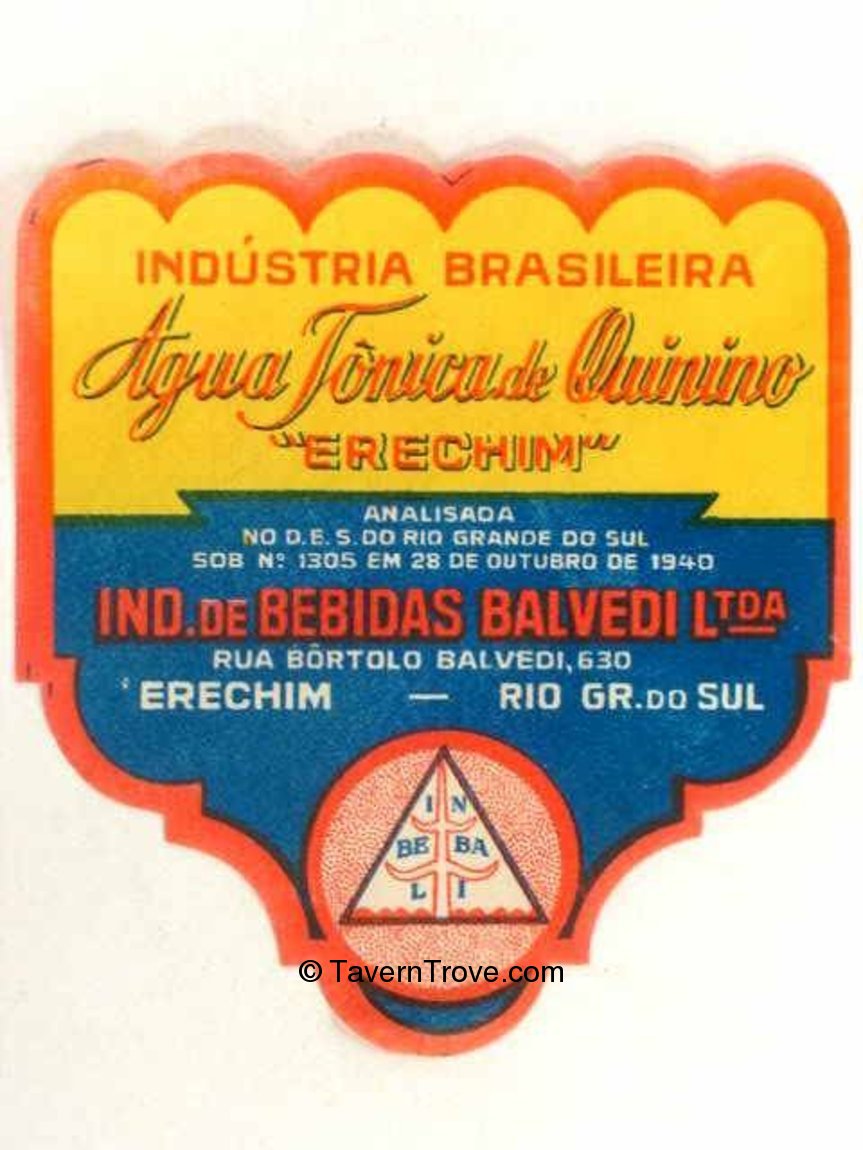 INDÚSTRIA BRASILEIRA
Água Tônica de Quinino
"ERECHIM"
ANALISADA
NO D.E.S. DO RIO GRANDE DO SUL
SOB Nº 1305 EM 28 DE OUTUBRO DE 1940
IND. DE BEBIDAS BALVEDI LTDA
RUA BÔRTOLO BALVEDI, 630
ERECHIM — RIO GR. DO SUL
IN
BE BA
L I
© TavernTrove.com